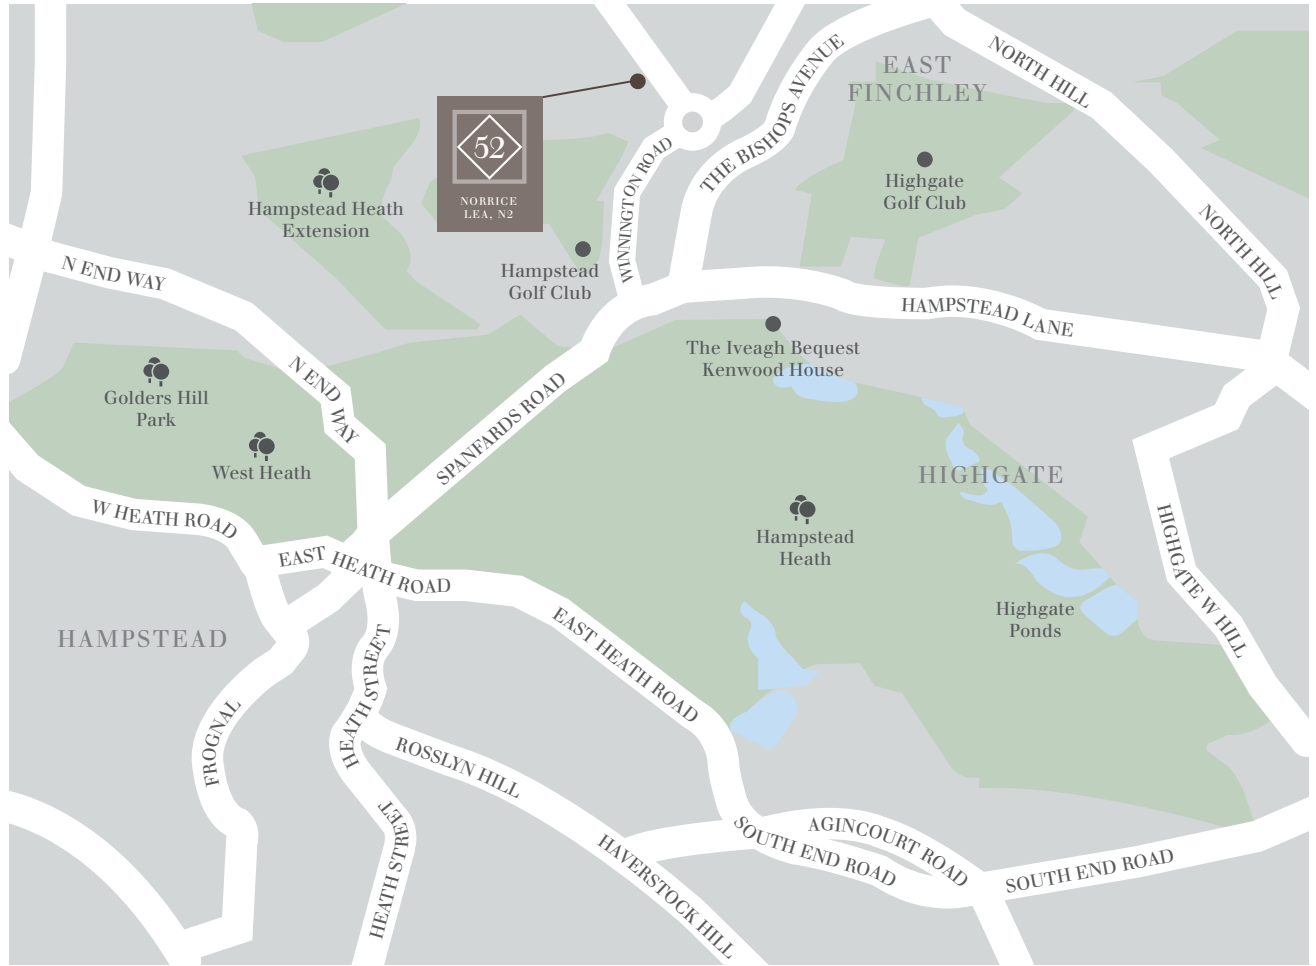 EAST
FINCHLEY
NORTH HILL
THE BISHOPS AVENUE
52
NORRICE
LEA, N2
WINNINGTON ROAD
Highgate
Golf Club
Hampstead Heath
Extension
NORTH HILL
N END WAY
Hampstead
Golf Club
HAMPSTEAD LANE
The Iveagh Bequest
Kenwood House
N END WAY
Golders Hill
Park
SPANFARDS ROAD
West Heath
HIGHGATE
W HEATH ROAD
Hampstead
Heath
EAST HEATH ROAD
HIGHGATE W HILL
Highgate
Ponds
HAMPSTEAD
EAST HEATH ROAD
HEATH STREET
FROGNAL
ROSSLYN HILL
HEATH STREET
HAVERSTOCK HILL
AGINCOURT ROAD
SOUTH END ROAD
SOUTH END ROAD